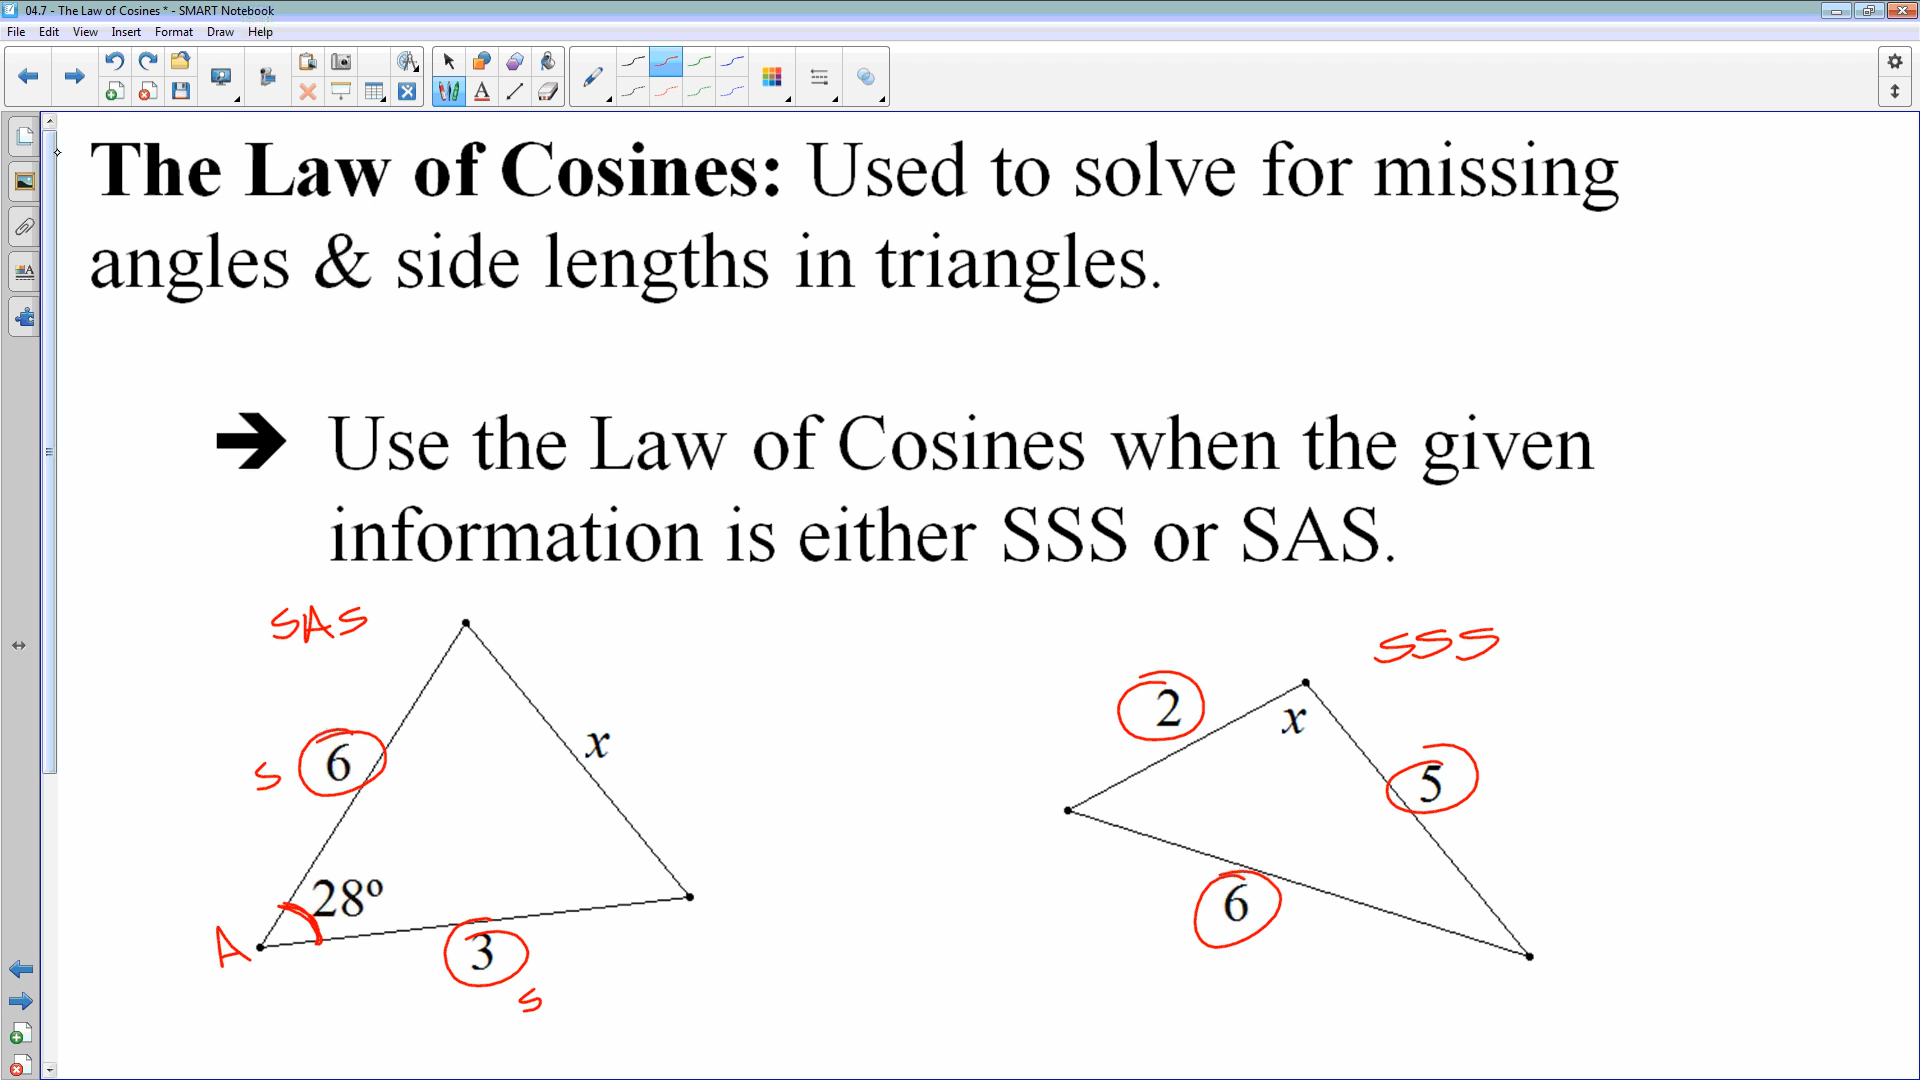 04.7 - The Law of Cosines * - SMART Notebook
File Edit View Insert Format Draw Help
The Law of Cosines: Used to solve for missing
angles & side lengths in triangles.
➔ Use the Law of Cosines when the given
information is either SSS or SAS.
SAS
SSS
2
x
S 6
x
5
28º
6
A
3
S